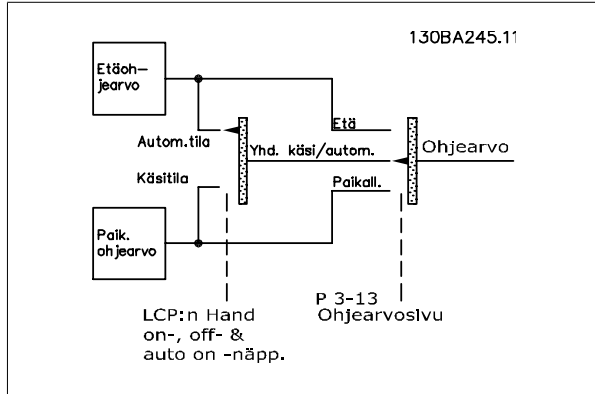 130BA245.11
Etäoh-
jearvo
Etä
Autom.tila
Ohjearvo
Yhd. käsi/autom.
Käsitila
Paikall.
Paik.
ohjearvo
P 3-13
Ohjearvosivu
LCP:n Hand
on-, off- &
auto on -näpp.